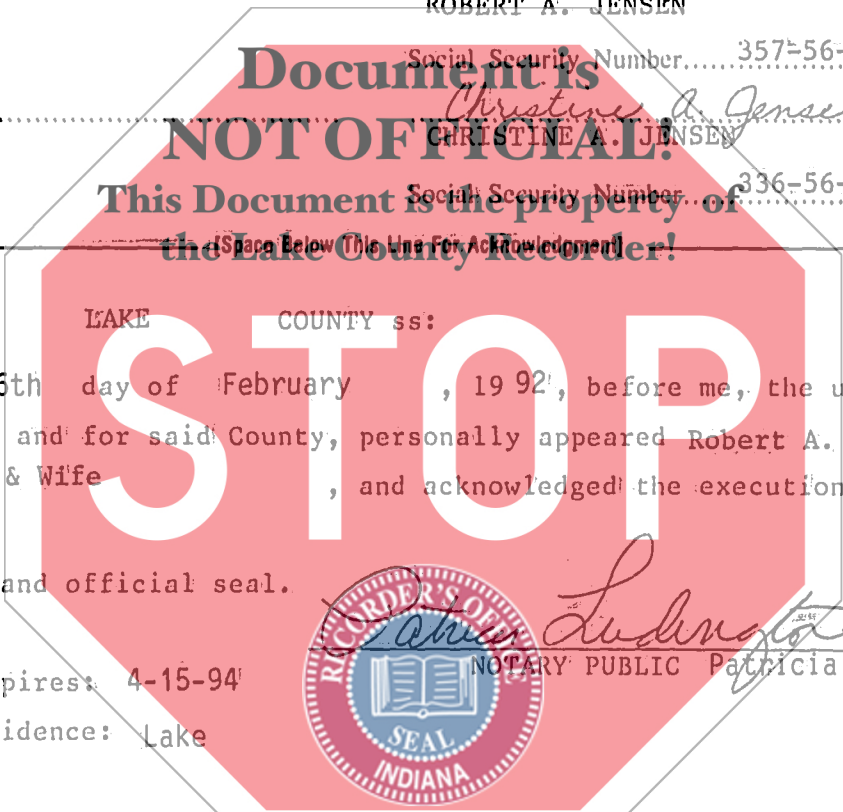 ROBERT A. JENSEN
Document is
Social Security Number..... 357-56-
Christine A. Jense
NOT OFFICIAL!
CHRISTINE A. JENSEN
This Document is the property of
Social Security Number..... 336-56-
(Space Below This Line For Acknowledgment)
the Lake County Recorder!
STOP
LAKE COUNTY ss:
6th day of February , 19 92, before me, the u
and for said County, personally appeared Robert A.
& Wife , and acknowledged the execution
and official seal.
Ludington
NOTARY PUBLIC Patricia
pires: 4-15-94
idence: Lake
RECORDER'S OFFICE
SEAL
INDIANA